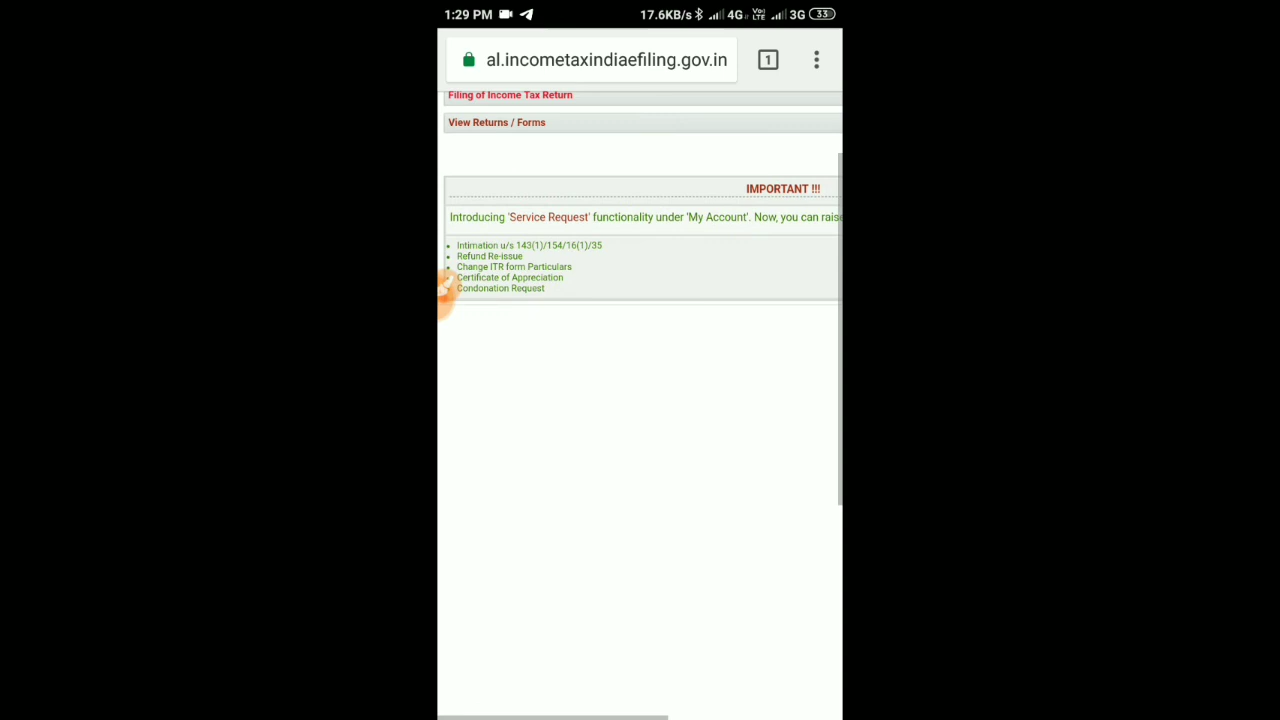 1:29 PM 17.6KB/s 4G Vo) LTE 3G 33
1
al.incometaxindiaefiling.gov.in
Filing of Income Tax Return
View Returns / Forms
IMPORTANT !!!
Introducing 'Service Request' functionality under 'My Account'. Now, you can raise
Intimation u/s 143(1)/154/16(1)/35
Refund Re-issue
Change ITR form Particulars
Certificate of Appreciation
Condonation Request